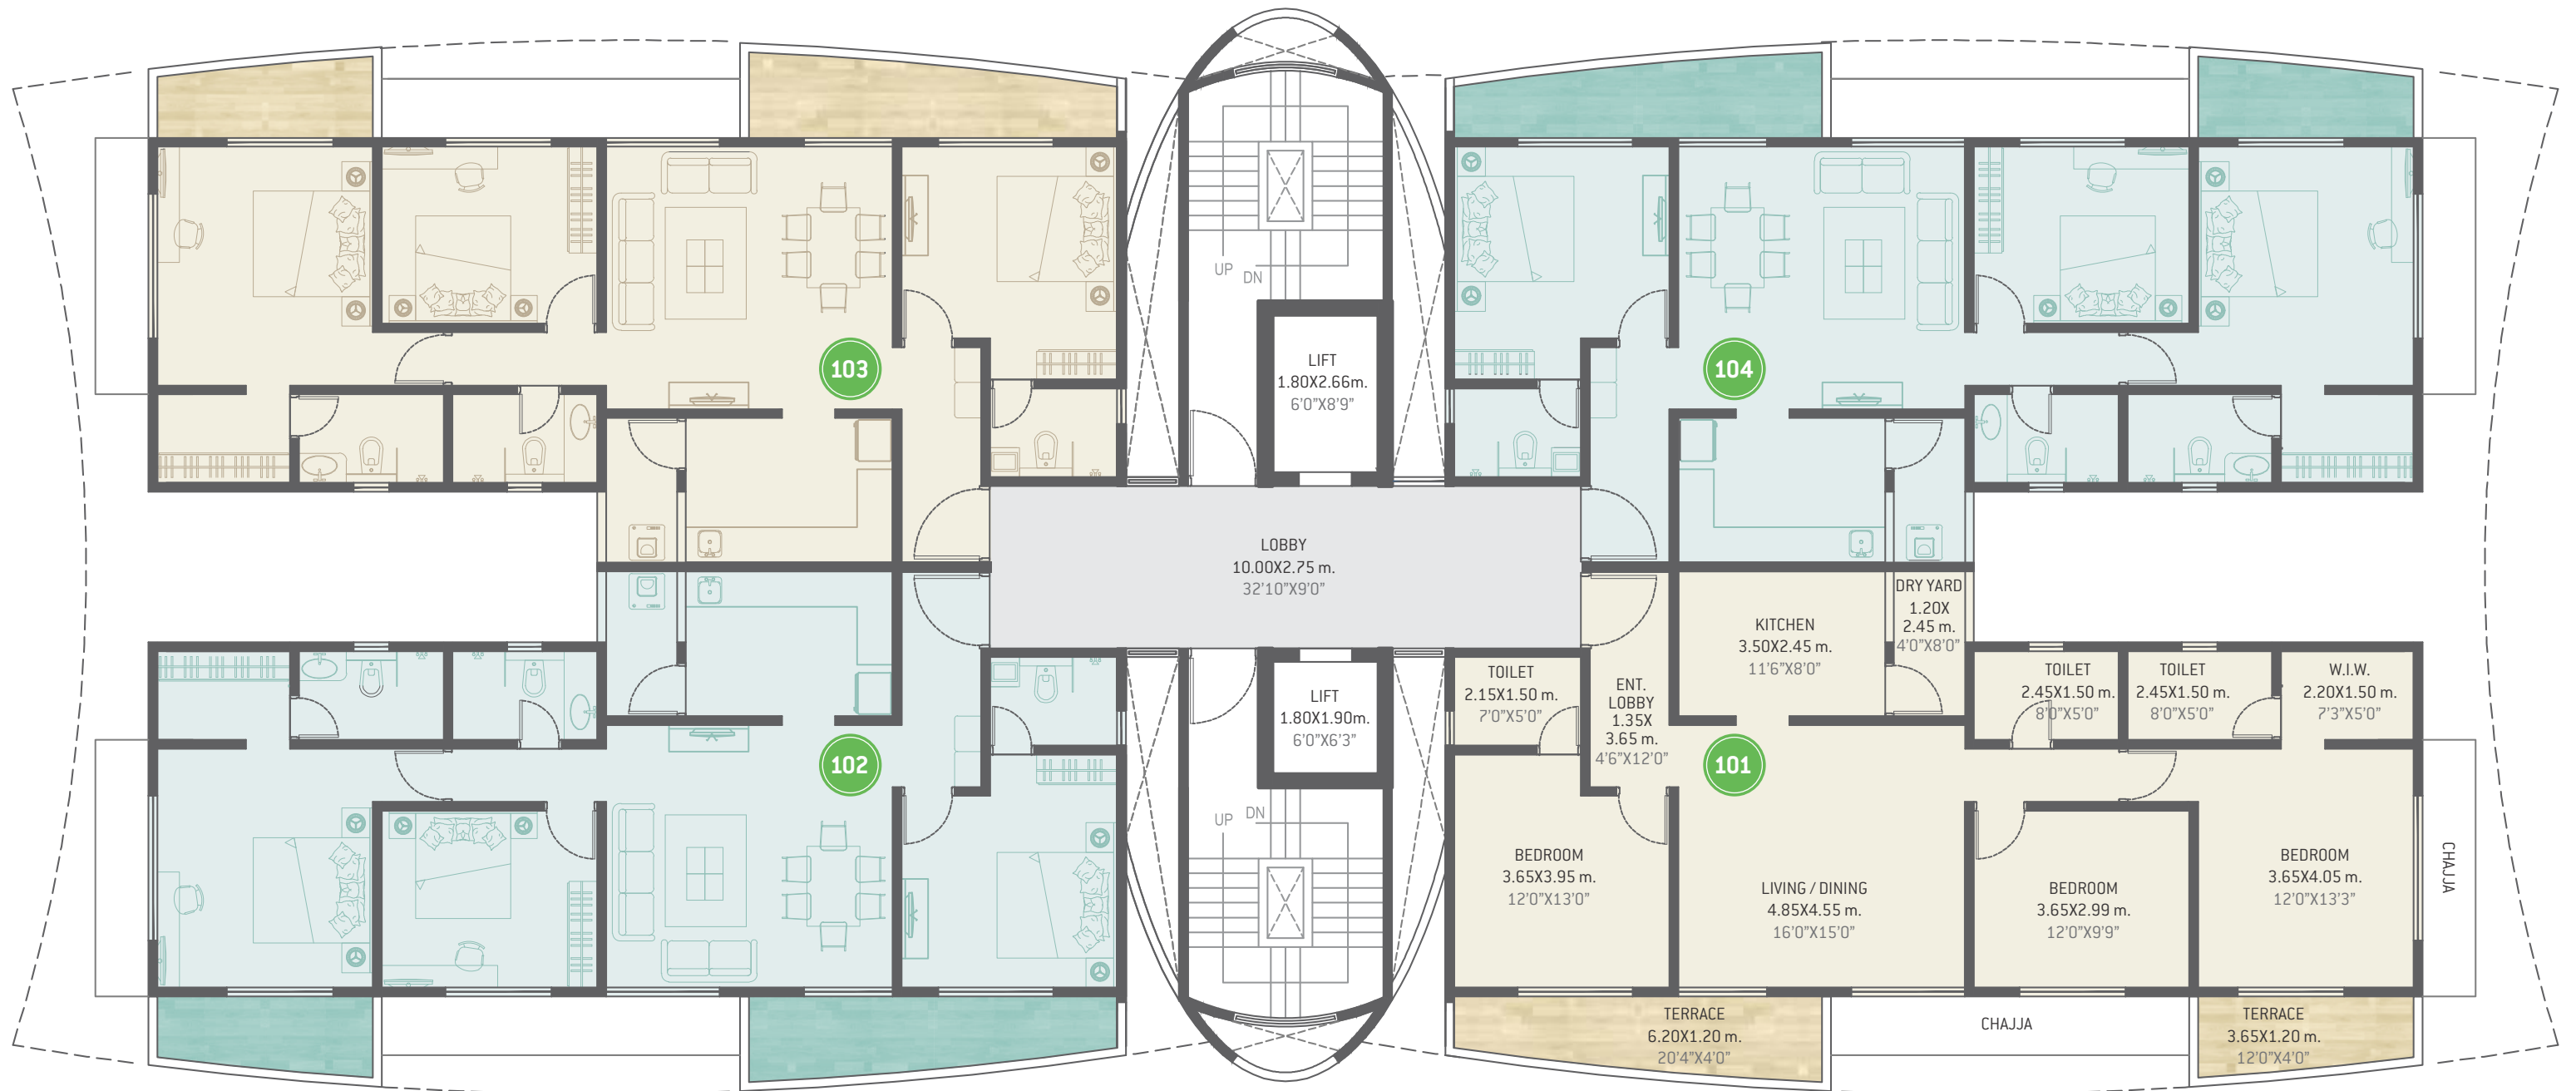 UP
DN
LIFT
1.80X2.66m.
6'0"X8'9"
103
104
LOBBY
10.00X2.75 m.
32'10"X9'0"
DRY YARD
1.20X
2.45 m.
4'0"X8'0"
KITCHEN
3.50X2.45 m.
11'6"X8'0"
TOILET
2.15X1.50 m.
7'0"X5'0"
ENT.
LOBBY
1.35X
3.65 m.
4'6"X12'0"
TOILET
2.45X1.50 m.
8'0"X5'0"
TOILET
2.45X1.50 m.
8'0"X5'0"
W.I.W.
2.20X1.50 m.
7'3"X5'0"
LIFT
1.80X1.90m.
6'0"X6'3"
102
101
UP
DN
BEDROOM
3.65X3.95 m.
12'0"X13'0"
LIVING / DINING
4.85X4.55 m.
16'0"X15'0"
BEDROOM
3.65X2.99 m.
12'0"X9'9"
BEDROOM
3.65X4.05 m.
12'0"X13'3"
CHAJJA
TERRACE
6.20X1.20 m.
20'4"X4'0"
CHAJJA
TERRACE
3.65X1.20 m.
12'0"X4'0"